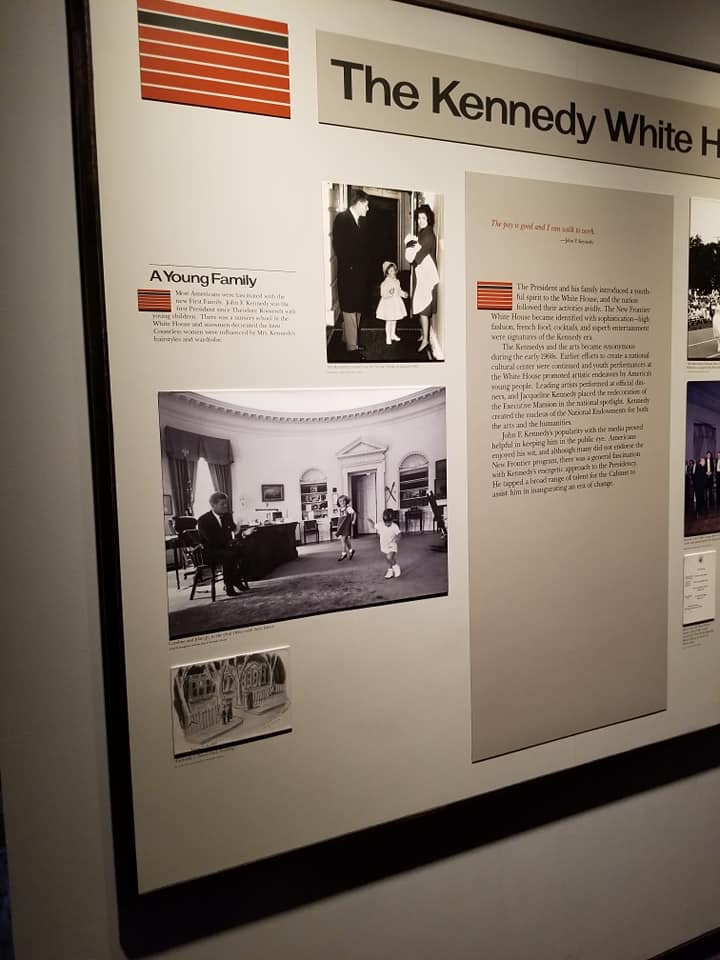 The Kennedy White H
A Young Family
Most Americans were fascinated with the
new First Family. John F. Kennedy was the
first President since Theodore Roosevelt with
young children. There was a nursery school in the
White House and
Countless women were influenced by Mrs. Kennedy's
hairstyles and wardrobe.
The pay is good and I can walk to work.
—John F. Kennedy
The President and his family introduced a youth-
ful spirit to the White House, and the nation
followed their activities avidly. The New Frontier
White House became identified with sophistication—high
fashion, french food, cocktails, and superb entertainment
were signatures of the Kennedy era.
The Kennedys and the arts became synonymous
during the early 1960s. Earlier efforts to create a national
cultural center were continued and youth performances at
the White House promoted artistic endeavors by America's
young people. Leading artists performed at official din-
ners, and Jacqueline Kennedy placed the redecoration of
the Executive Mansion in the national spotlight. Kennedy
created the nucleus of the National Endowments for both
the arts and the humanities.
John F. Kennedy's popularity with the media proved
helpful in keeping him in the public eye. Americans
enjoyed his wit, and although many did not endorse the
New Frontier program, there was a general fascination
with Kennedy's energetic approach to the Presidency.
He tapped a broad range of talent for the Cabinet to
assist him in inaugurating an era of change.
Caroline and John, Jr., in the Oval Office with their father